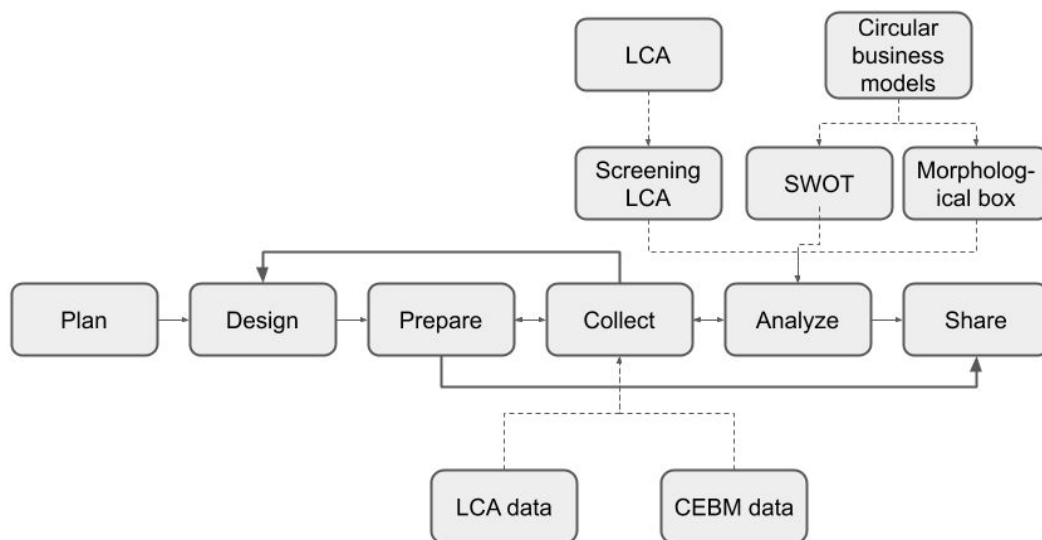 LCA
Circular
business
models
Screening
LCA
SWOT
Morpholog-
ical box
Plan
Design
Prepare
Collect
Analyze
Share
LCA data
CEBM data